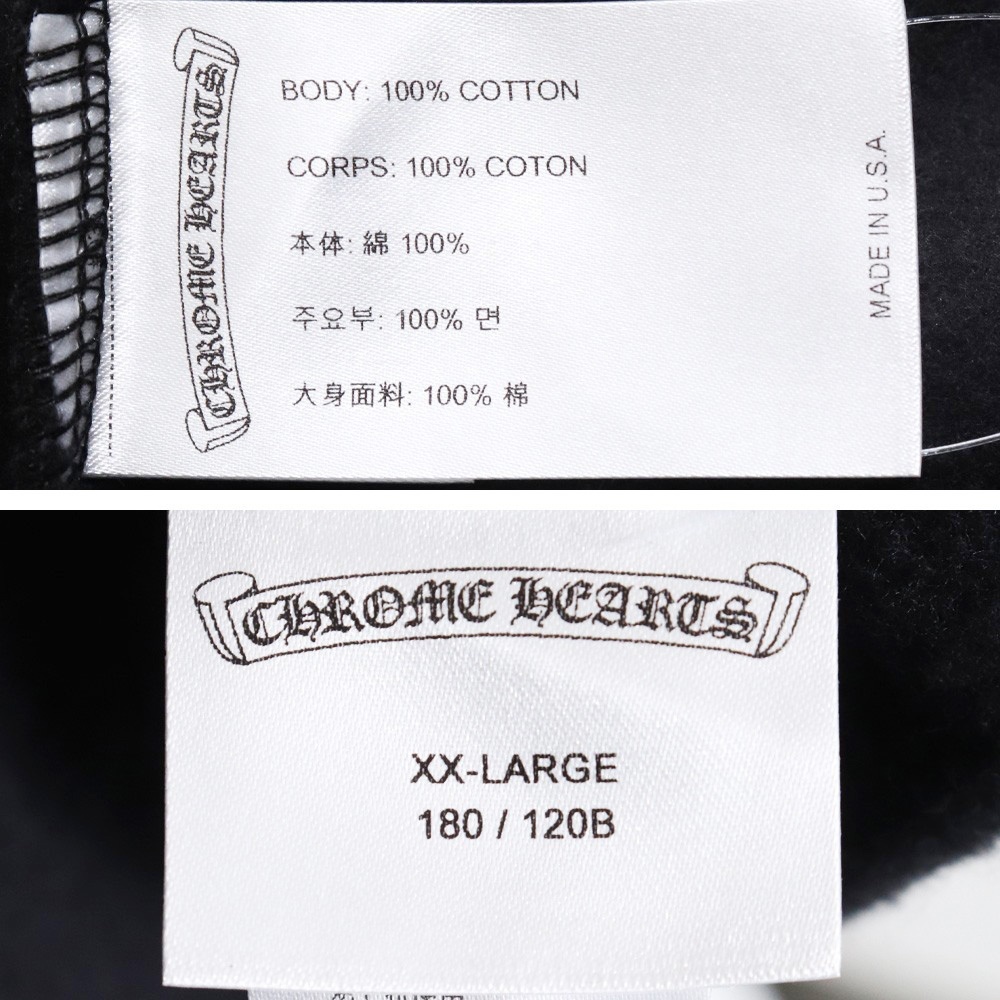 CHROME HEARTS
BODY: 100% COTTON
CORPS: 100% COTON
本体: 綿 100%
주요부: 100% 면
大身面料: 100% 棉
MADE IN U.S.A.
CHROME HEARTS
XX-LARGE
180 / 120B